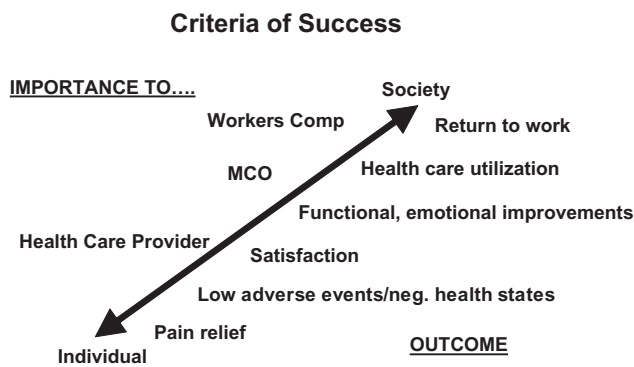 Criteria of Success
IMPORTANCE TO....
Society
Workers Comp
Return to work
MCO
Health care utilization
Functional, emotional improvements
Health Care Provider
Satisfaction
Low adverse events/neg. health states
Pain relief
Individual
OUTCOME